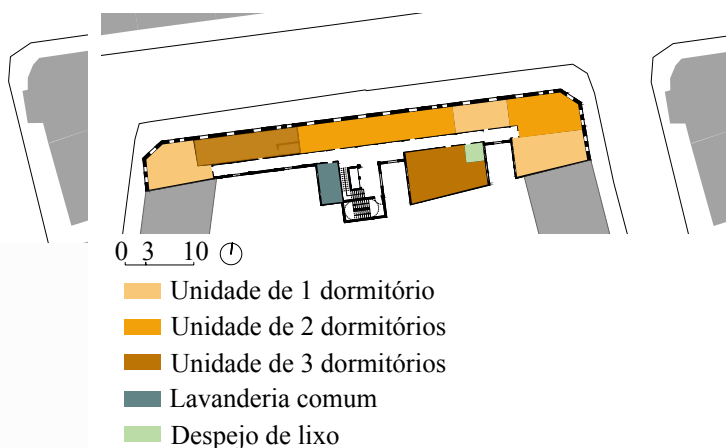 0 3 10
Unidade de 1 dormitório
Unidade de 2 dormitórios
Unidade de 3 dormitórios
Lavanderia comum
Despejo de lixo